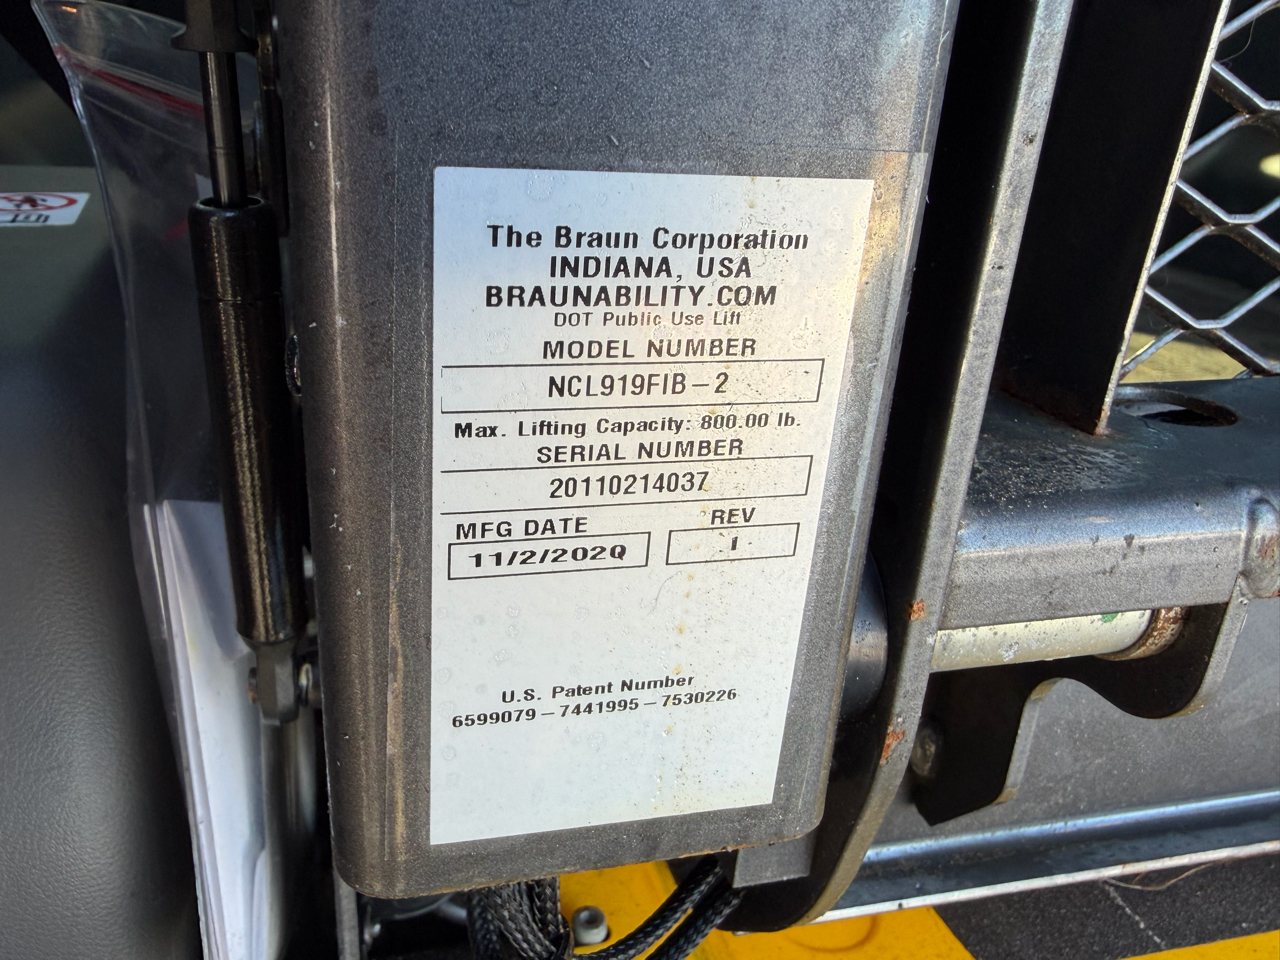 The Braun Corporation
INDIANA, USA
BRAUNABILITY.COM
DOT Public Use Lift
MODEL NUMBER
NCL919FIB-2
Max. Lifting Capacity: 800.00 lb.
SERIAL NUMBER
20110214037
MFG DATE REV
11/2/2020 1
U.S. Patent Number
6599079-7441995-7530226